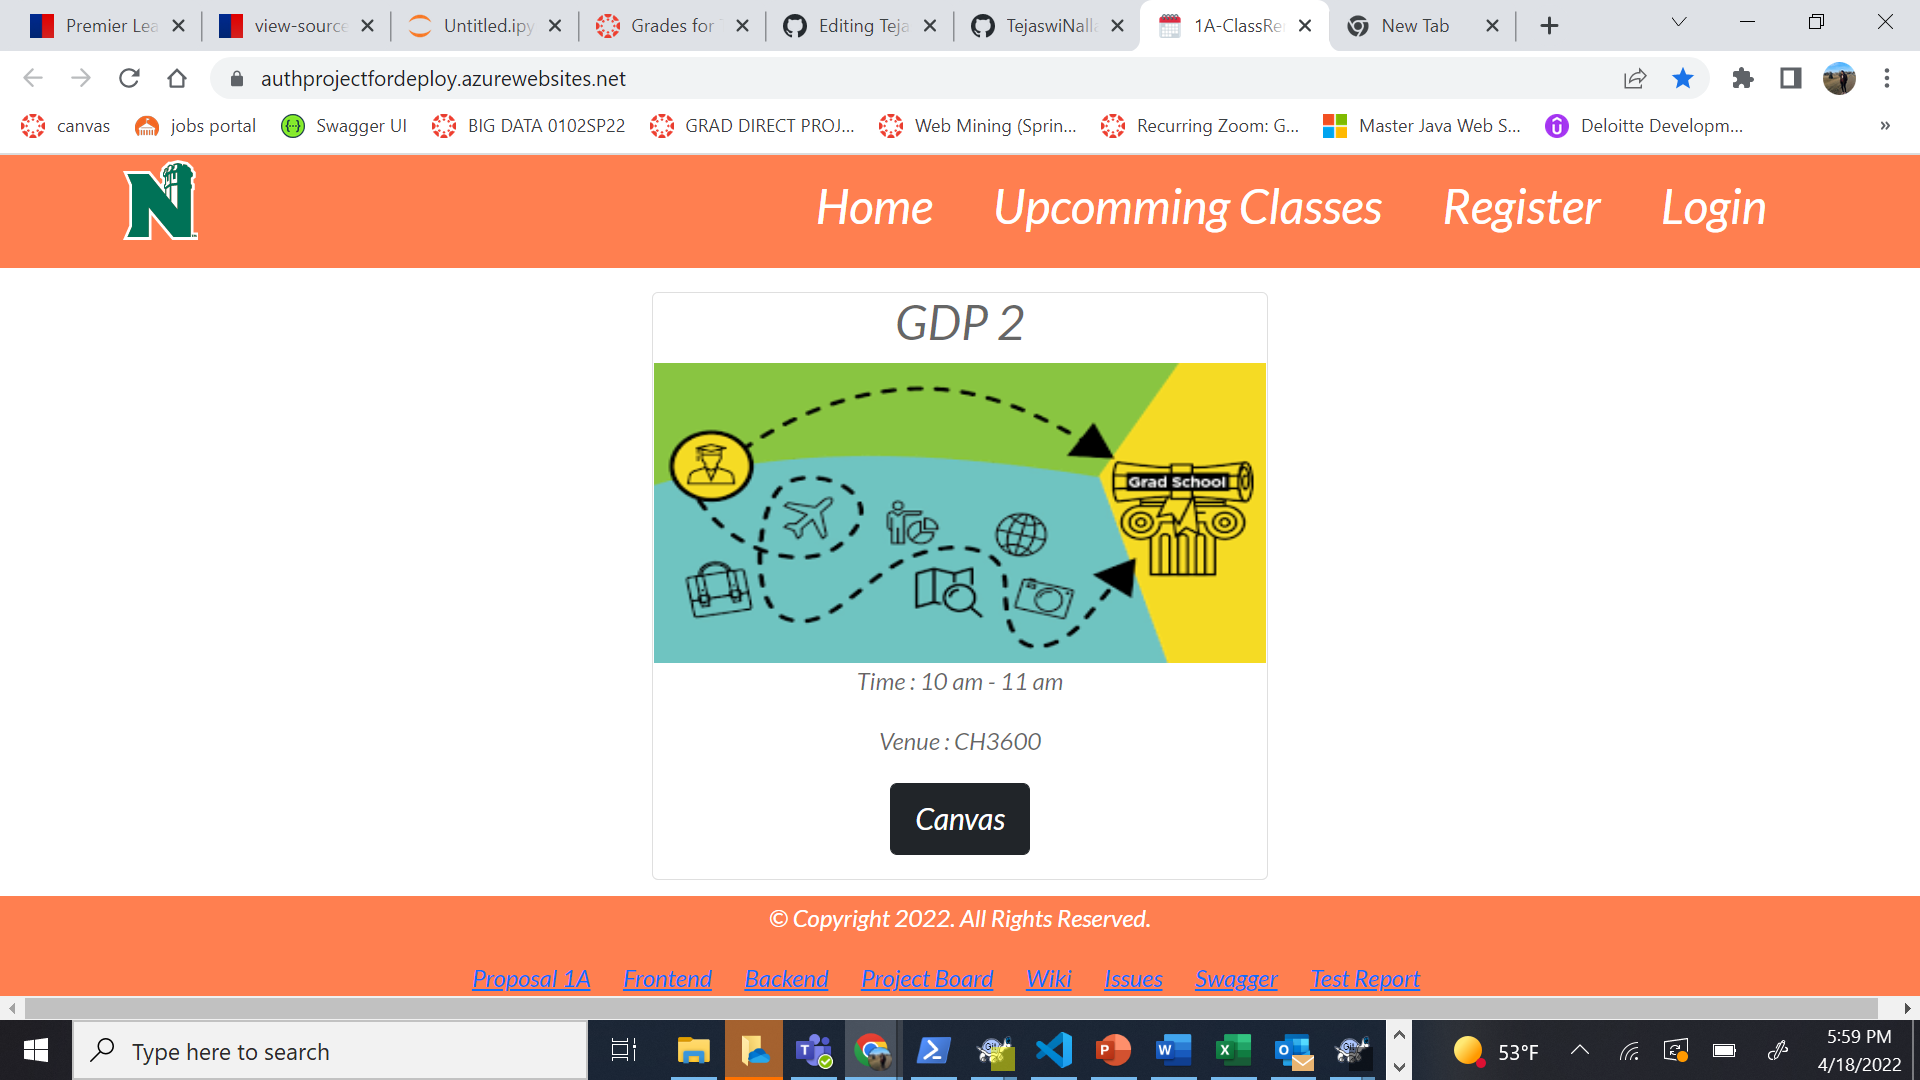 Premier Lea
view-source
Untitled.ipy
Grades for
Editing Teja
TejaswiNalla
1A-ClassRe
New Tab
authprojectfordeploy.azurewebsites.net
canvas
jobs portal
Swagger UI
BIG DATA 0102SP22
GRAD DIRECT PROJ...
Web Mining (Sprin...
Recurring Zoom: G...
Master Java Web S...
Deloitte Developm...
»
N
Home
Upcomming Classes
Register
Login
GDP 2
Grad School
Time : 10 am - 11 am
Venue : CH3600
Canvas
© Copyright 2022. All Rights Reserved.
Proposal 1A Frontend Backend Project Board Wiki Issues Swagger Test Report
Type here to search
53°F
5:59 PM
4/18/2022